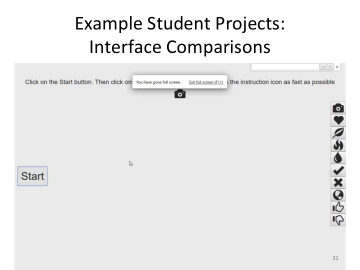 Example Student Projects:
Interface Comparisons
Click on the Start button. Then click on
You have gone full screen. Exit full screen (F11)
the instruction icon as fast as possible
Start
31